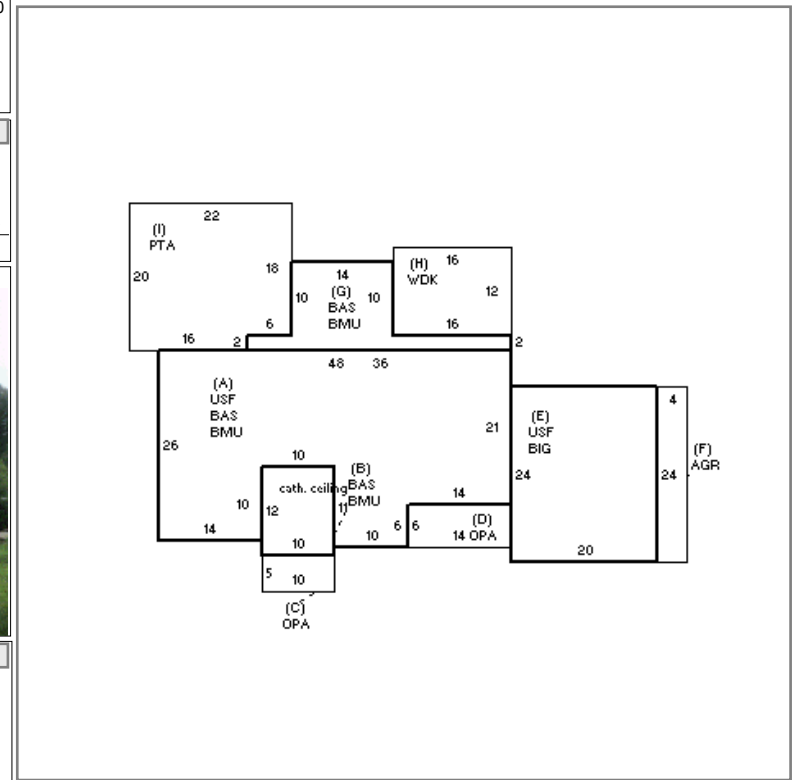 22
(I)
PTA
20
18
6
16
2
14
10
(G)
10
BAS
BMU
(H)
16
WDK
12
16
2
48
36
(A)
USF
BAS
BMU
26
21
10
(B)
BAS
BMU
cath. ceiling
10
12
11
14
10
10
6
6
14
(D)
14 OPA
5
10
(C)
OPA
(E)
USF
BIG
24
20
4
24
(F)
AGR